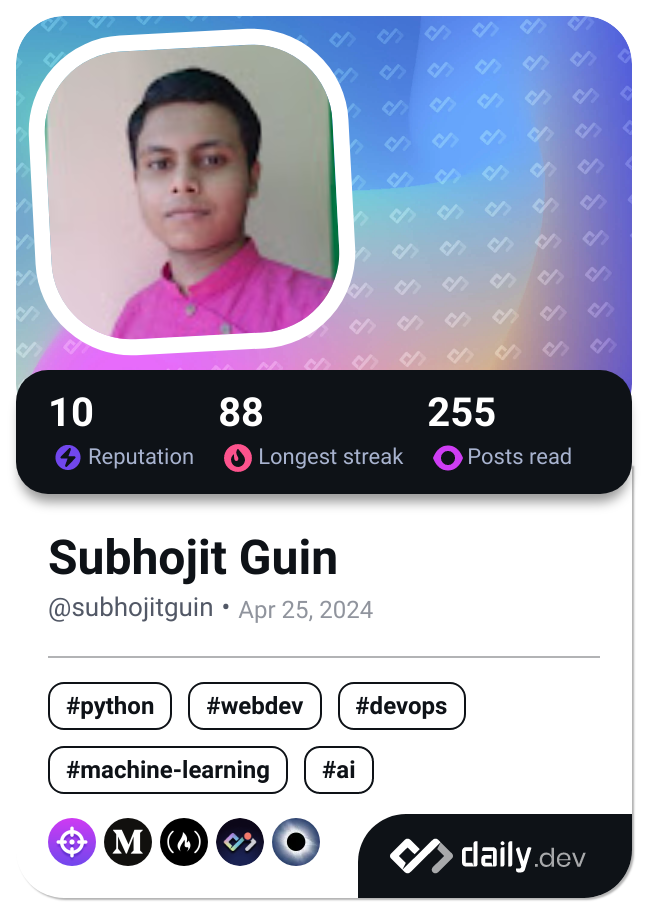 10 88 255
Reputation Longest streak Posts read
Subhojit Guin
@subhojitguin • Apr 25, 2024
#python #webdev #devops
#machine-learning #ai
M
daily.dev